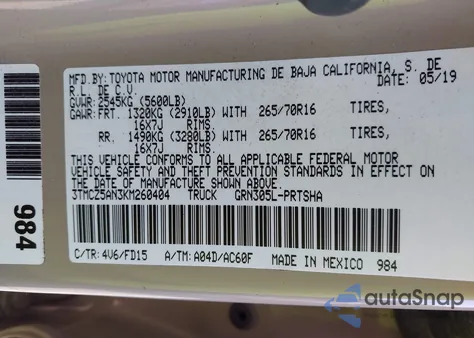 MFD.BY:TOYOTA MOTOR MANUFACTURING DE BAJA CALIFORNIA, S. DE
R.L. DE C.V. DATE: 05/19
GVWR: 2545KG (5600LB)
GAWR:FRT. 1320KG (2910LB) WITH 265/70R16 TIRES,
16X7J RIMS.
RR. 1490KG (3280LB) WITH 265/70R16 TIRES,
16X7J RIMS.
THIS VEHICLE CONFORMS TO ALL APPLICABLE FEDERAL MOTOR
VEHICLE SAFETY AND THEFT PREVENTION STANDARDS IN EFFECT ON
THE DATE OF MANUFACTURE SHOWN ABOVE.
3TMCZ5AN3KM260404 TRUCK GRN305L-PRTSHA
C/TR: 4V6/FD15 A/TM: A04D/AC60F MADE IN MEXICO 984
984
autoSnap